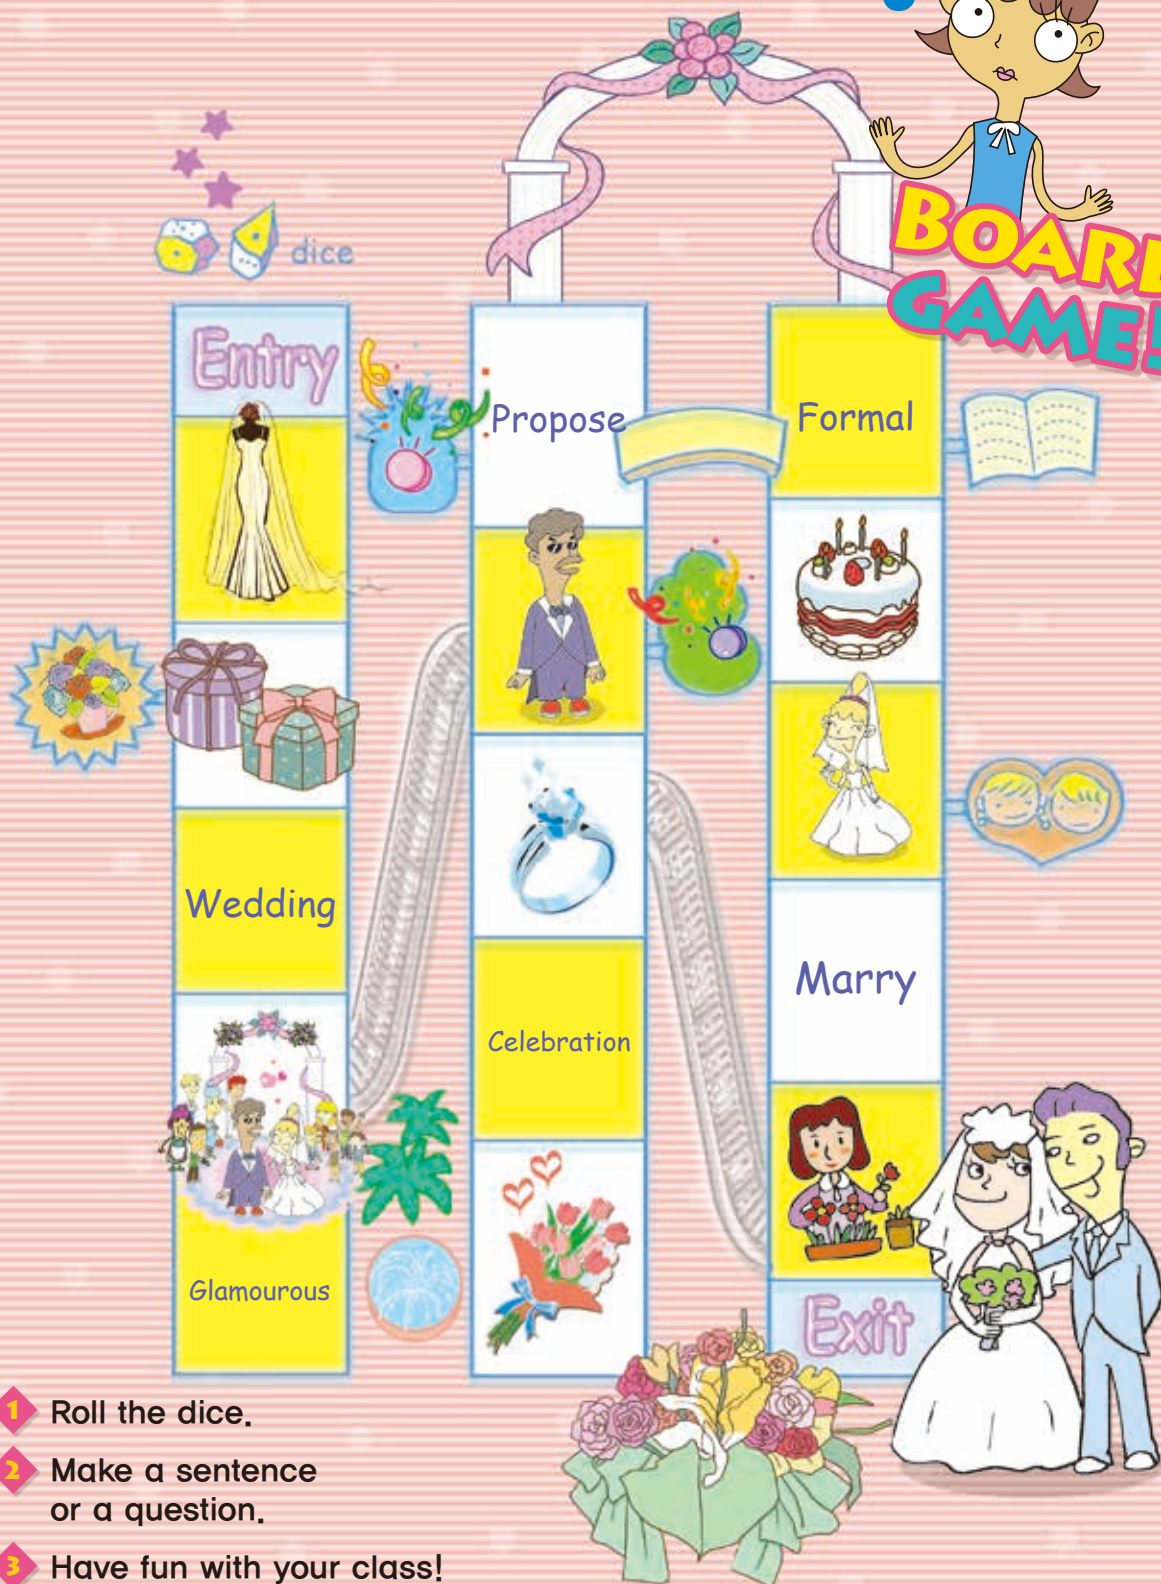 BOARD
GAME!
dice
Entry
Propose
Formal
Wedding
Marry
Celebration
Glamourous
Exit
1 Roll the dice.
2 Make a sentence
or a question.
3 Have fun with your class!